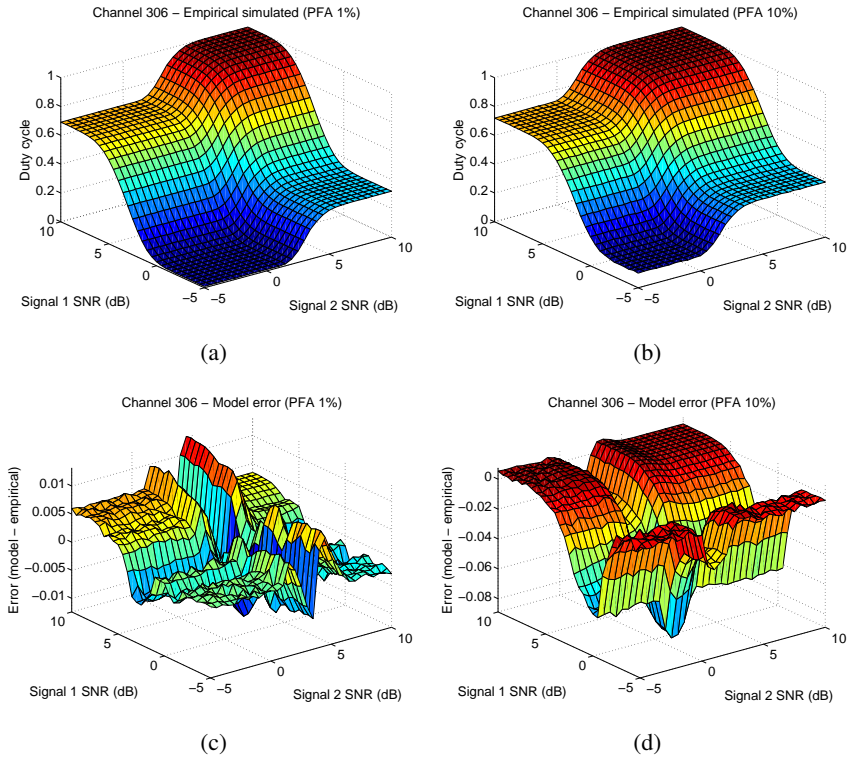 Channel 306 − Empirical simulated (PFA 1%)
1
0.8
0.6
0.4
0.2
0
Duty cycle
10
5
0
−5
Signal 1 SNR (dB)
−5
0
5
10
Signal 2 SNR (dB)
(a)
Channel 306 − Empirical simulated (PFA 10%)
1
0.8
0.6
0.4
0.2
0
Duty cycle
10
5
0
−5
Signal 1 SNR (dB)
−5
0
5
10
Signal 2 SNR (dB)
(b)
Channel 306 − Model error (PFA 1%)
0.01
0.005
0
−0.005
−0.01
Error (model − empirical)
10
5
0
−5
Signal 1 SNR (dB)
−5
0
5
10
Signal 2 SNR (dB)
(c)
Channel 306 − Model error (PFA 10%)
0
−0.02
−0.04
−0.06
−0.08
Error (model − empirical)
10
5
0
−5
Signal 1 SNR (dB)
−5
0
5
10
Signal 2 SNR (dB)
(d)